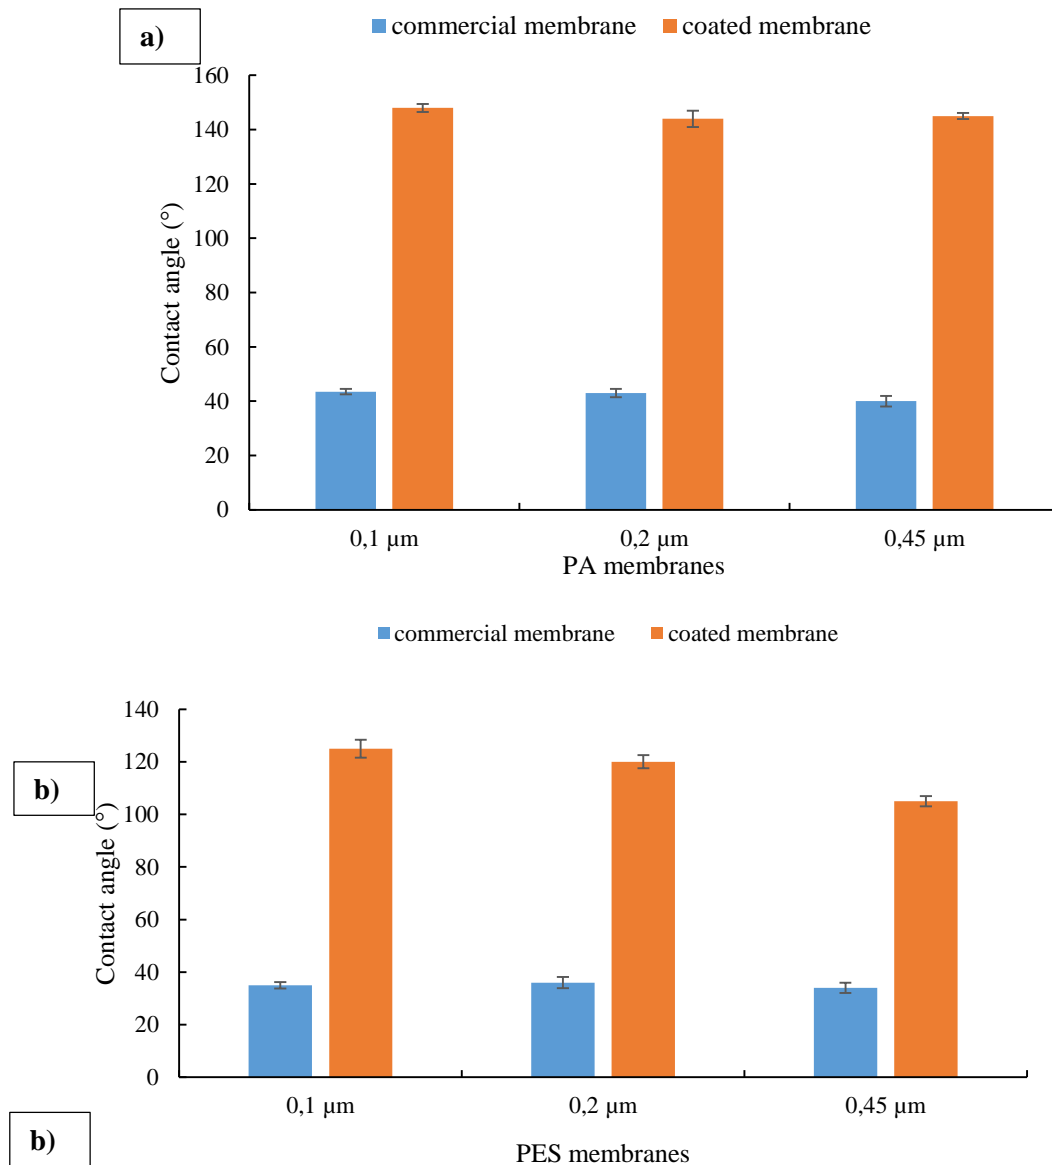 a)
commercial membrane coated membrane
160
140
120
100
80
60
40
20
0
Contact angle (°)
0,1 µm 0,2 µm 0,45 µm
PA membranes
commercial membrane coated membrane
b)
140
120
100
80
60
40
20
0
Contact angle (°)
0,1 µm 0,2 µm 0,45 µm
b)
PES membranes